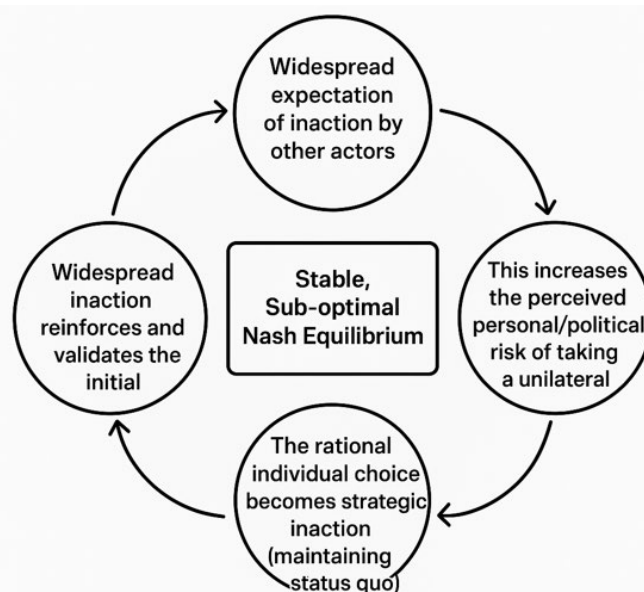 Widespread
expectation
of inaction by
other actors
This increases
the perceived
personal/political
risk of taking
a unilateral
The rational
individual choice
becomes strategic
inaction
(maintaining
status quo)
Widespread
inaction
reinforces and
validates the
initial
Stable,
Sub-optimal
Nash Equilibrium